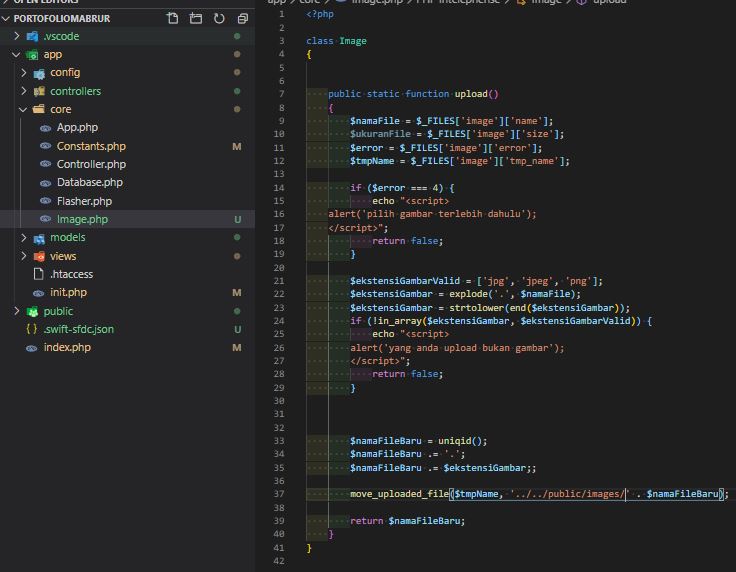 OPEN EDITORS
PORTOFOLIOMABRUR
.vscode
app
config
controllers
core
App.php
Constants.php M
Controller.php
Database.php
Flasher.php
Image.php U
models
views
.htaccess
init.php M
public
.swift-sfdc.json U
index.php M
app > core > Image.php > PHP Intelephense > Image > upload
1 <?php
2
3 class Image
4 {
5
6
7 public static function upload()
8 {
9 $namaFile = $_FILES['image']['name'];
10 $ukuranFile = $_FILES['image']['size'];
11 $error = $_FILES['image']['error'];
12 $tmpName = $_FILES['image']['tmp_name'];
13
14 if ($error === 4) {
15 echo "<script>
16 alert('pilih gambar terlebih dahulu');
17 </script>";
18 return false;
19 }
20
21 $ekstensiGambarValid = ['jpg', 'jpeg', 'png'];
22 $ekstensiGambar = explode('.', $namaFile);
23 $ekstensiGambar = strtolower(end($ekstensiGambar));
24 if (!in_array($ekstensiGambar, $ekstensiGambarValid)) {
25 echo "<script>
26 alert('yang anda upload bukan gambar');
27 </script>";
28 return false;
29 }
30
31
32
33 $namaFileBaru = uniqid();
34 $namaFileBaru .= '.';
35 $namaFileBaru .= $ekstensiGambar;;
36
37 move_uploaded_file($tmpName, '../../public/images/' . $namaFileBaru);
38
39 return $namaFileBaru;
40 }
41 }
42